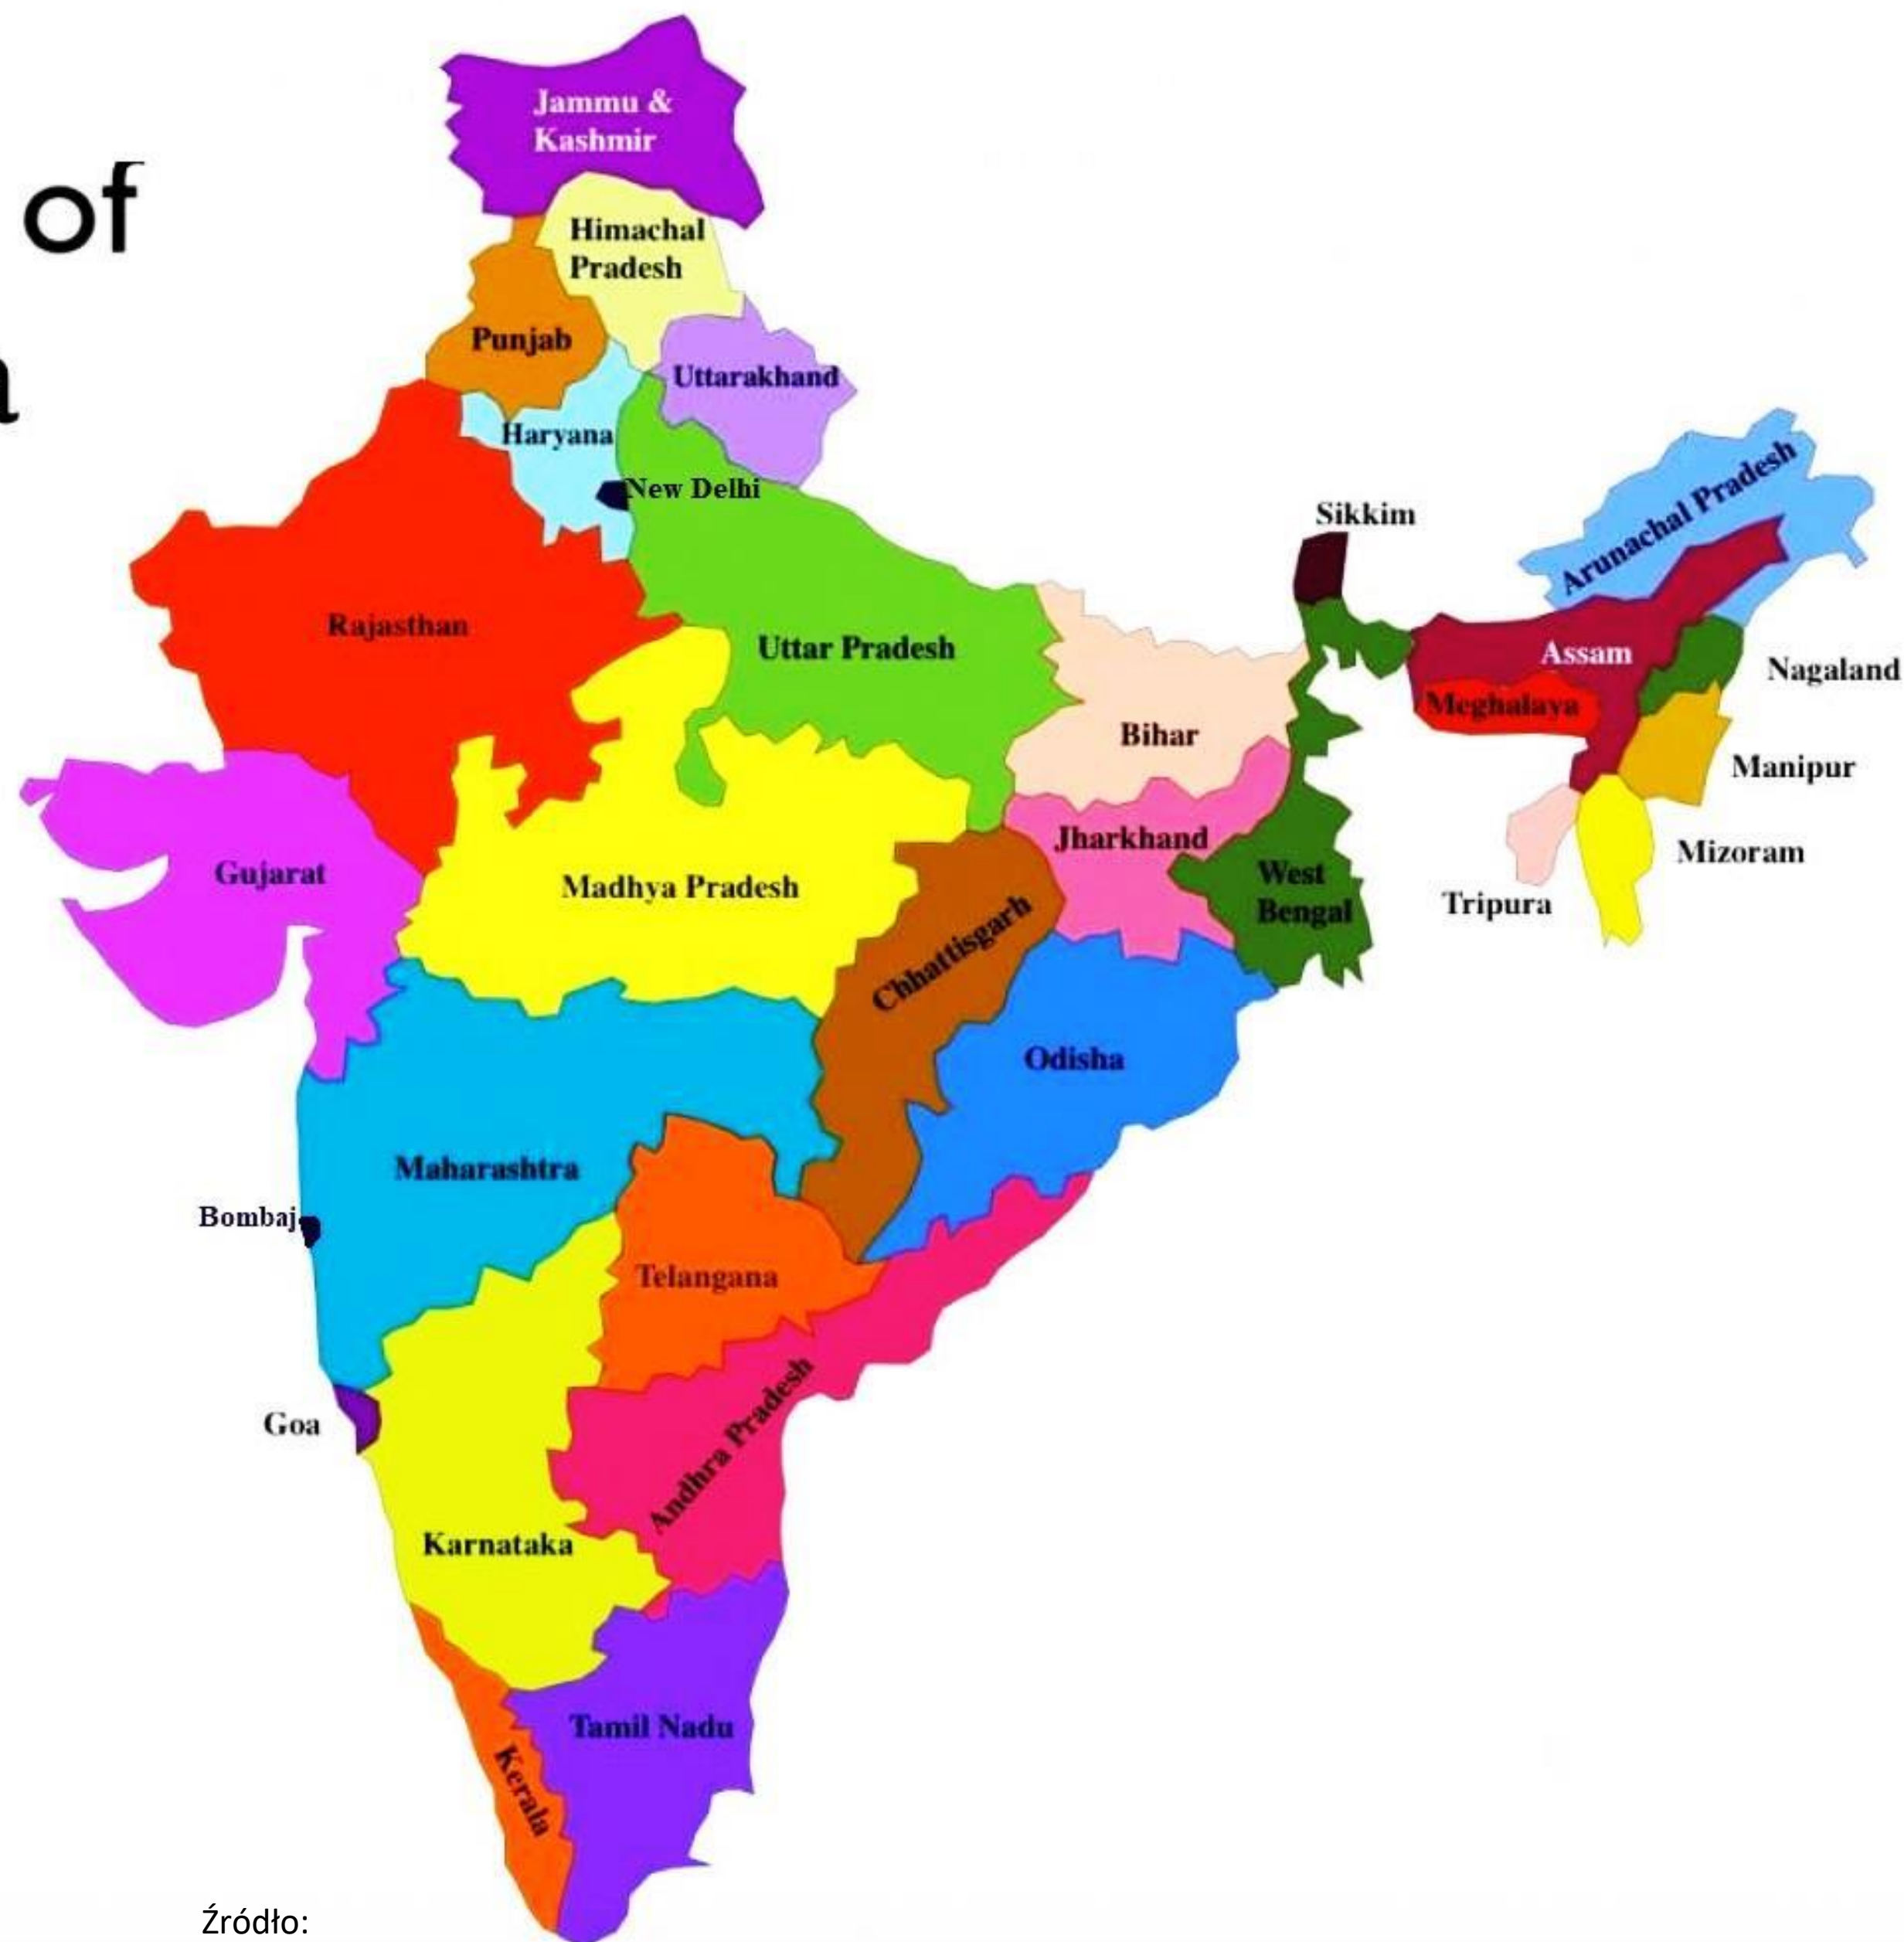 Jammu &
Kashmir
of
Himachal
Pradesh
Punjab
a
Uttarakhand
Haryana
New Delhi
Arunachal Pradesh
Sikkim
Rajasthan
Uttar Pradesh
Assam
Nagaland
Meghalaya
Bihar
Manipur
Jharkhand
Mizoram
Gujarat
Madhya Pradesh
West
Bengal
Tripura
Chhattisgarh
Odisha
Maharashtra
Bombaj
Telangana
Goa
Andhra Pradesh
Karnataka
Tamil Nadu
Kerala
Źródło: